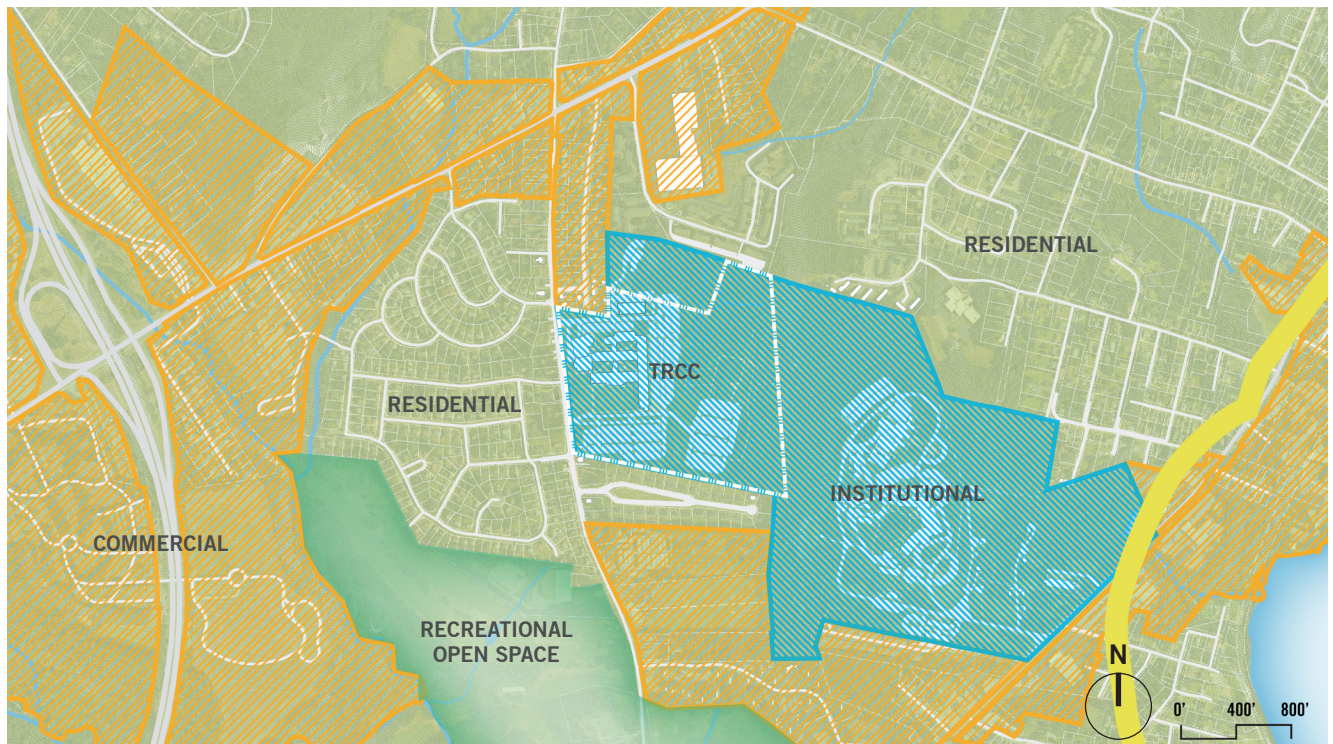 RESIDENTIAL
TRCC
RESIDENTIAL
INSTITUTIONAL
COMMERCIAL
RECREATIONAL
OPEN SPACE
N
0' 400' 800'